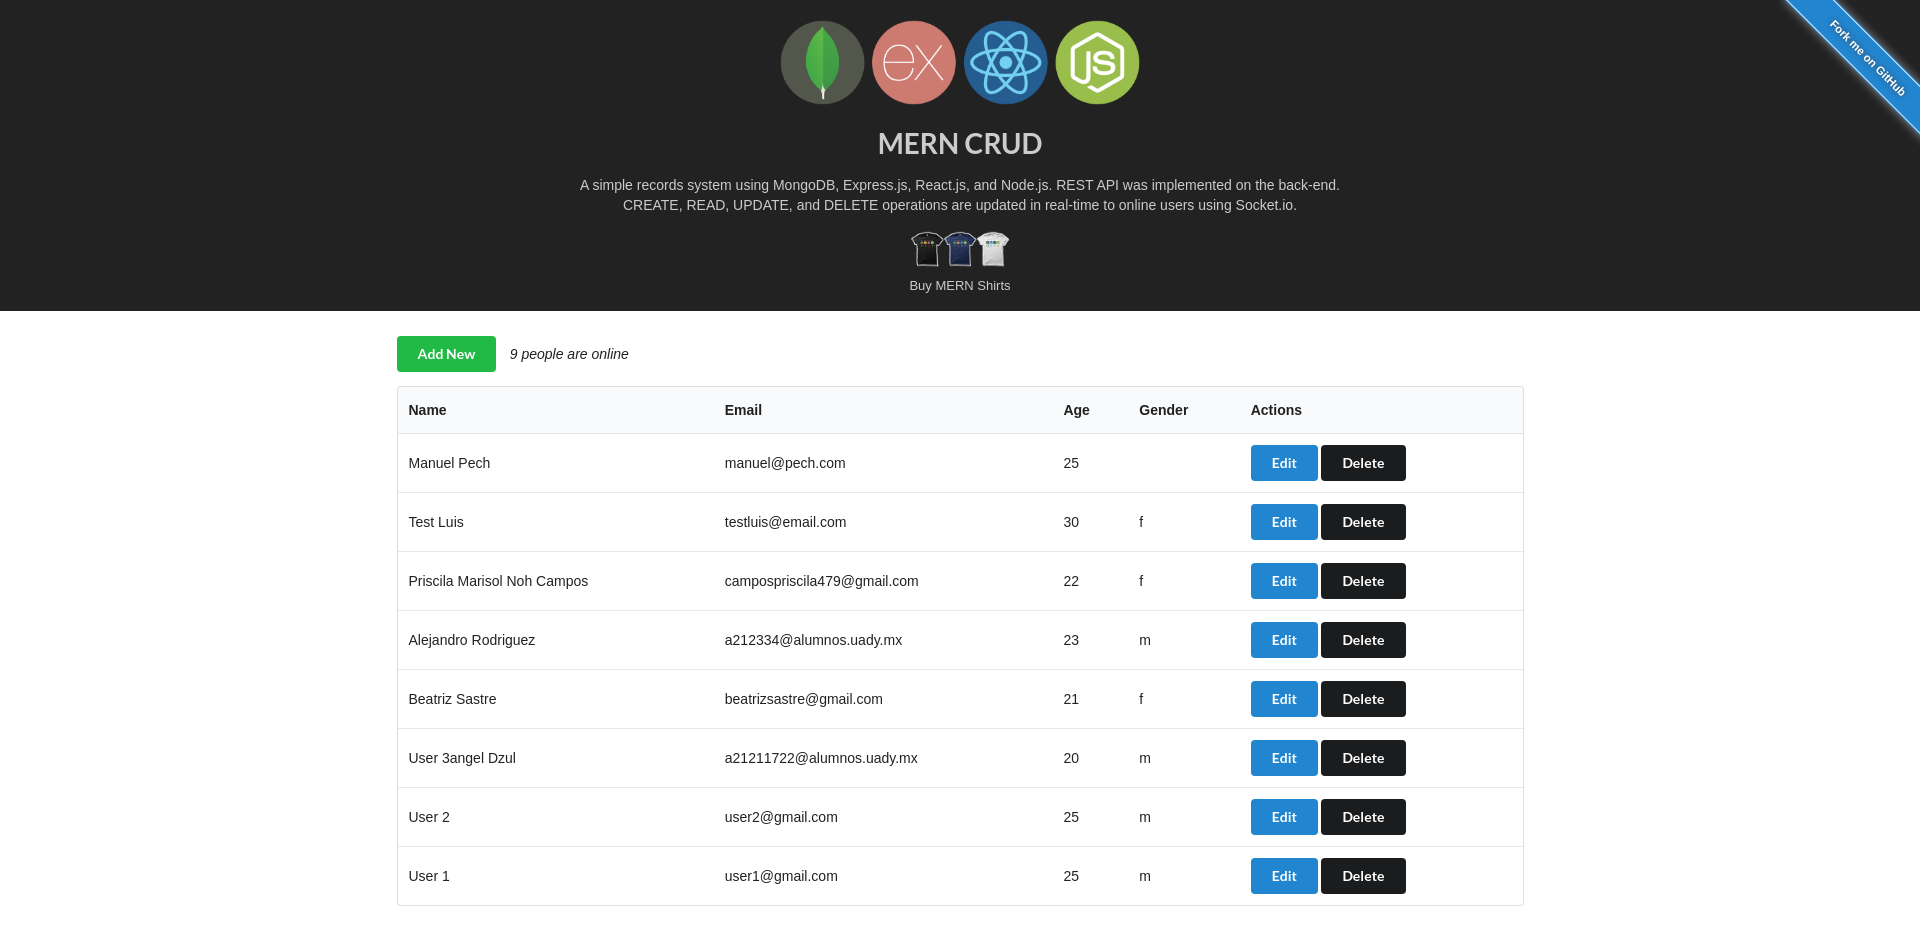 ex
JS
Fork me on GitHub
MERN CRUD
A simple records system using MongoDB, Express.js, React.js, and Node.js. REST API was implemented on the back-end.
CREATE, READ, UPDATE, and DELETE operations are updated in real-time to online users using Socket.io.
Buy MERN Shirts
Add New 9 people are online
Name Email Age Gender Actions
Manuel Pech manuel@pech.com 25 Edit Delete
Test Luis testluis@email.com 30 f Edit Delete
Priscila Marisol Noh Campos campospriscila479@gmail.com 22 f Edit Delete
Alejandro Rodriguez a212334@alumnos.uady.mx 23 m Edit Delete
Beatriz Sastre beatrizsastre@gmail.com 21 f Edit Delete
User 3angel Dzul a21211722@alumnos.uady.mx 20 m Edit Delete
User 2 user2@gmail.com 25 m Edit Delete
User 1 user1@gmail.com 25 m Edit Delete